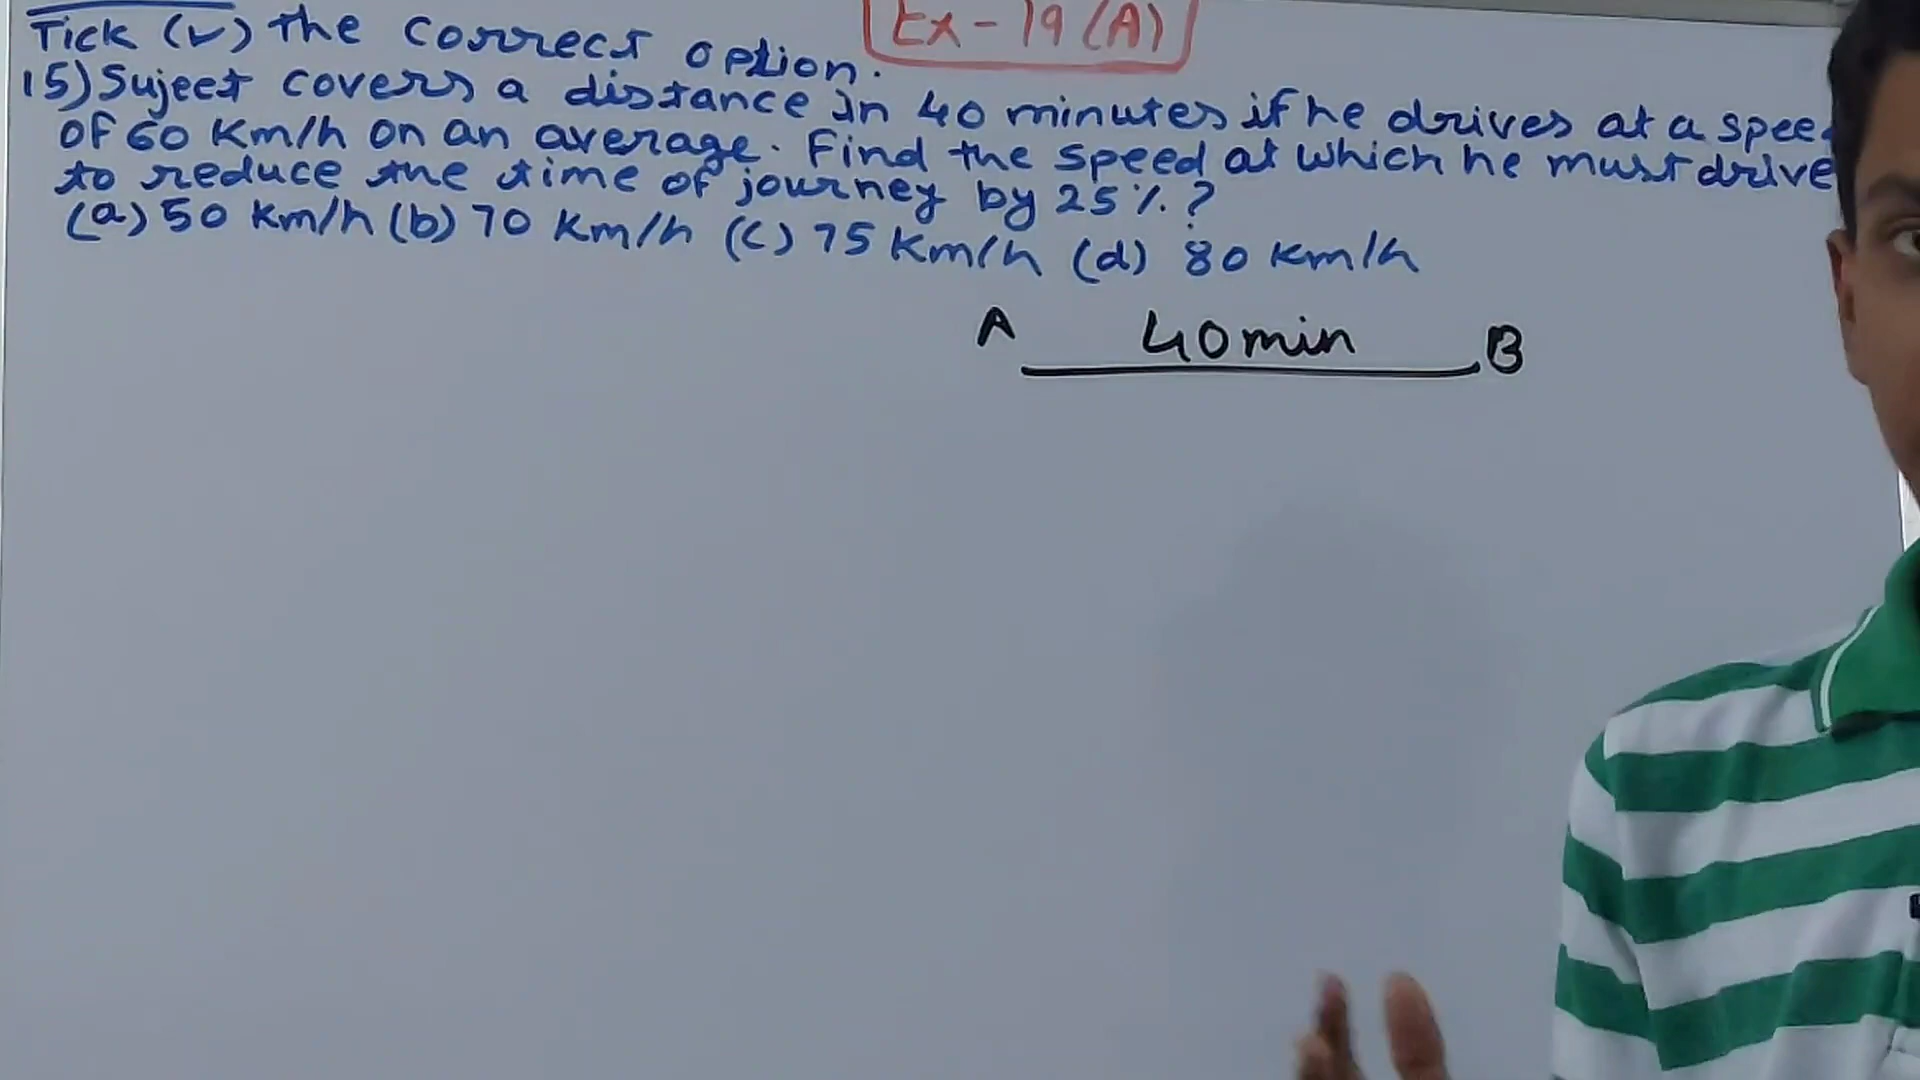 Ex-19(A)
Tick (✓) the correct option.
15) Sujeet covers a distance in 40 minutes if he drives at a speed
of 60 Km/h on an average. Find the speed at which he must drive
to reduce the time of journey by 25%.?
(a) 50 Km/h (b) 70 Km/h (c) 75 Km/h (d) 80 Km/h
A 40min B